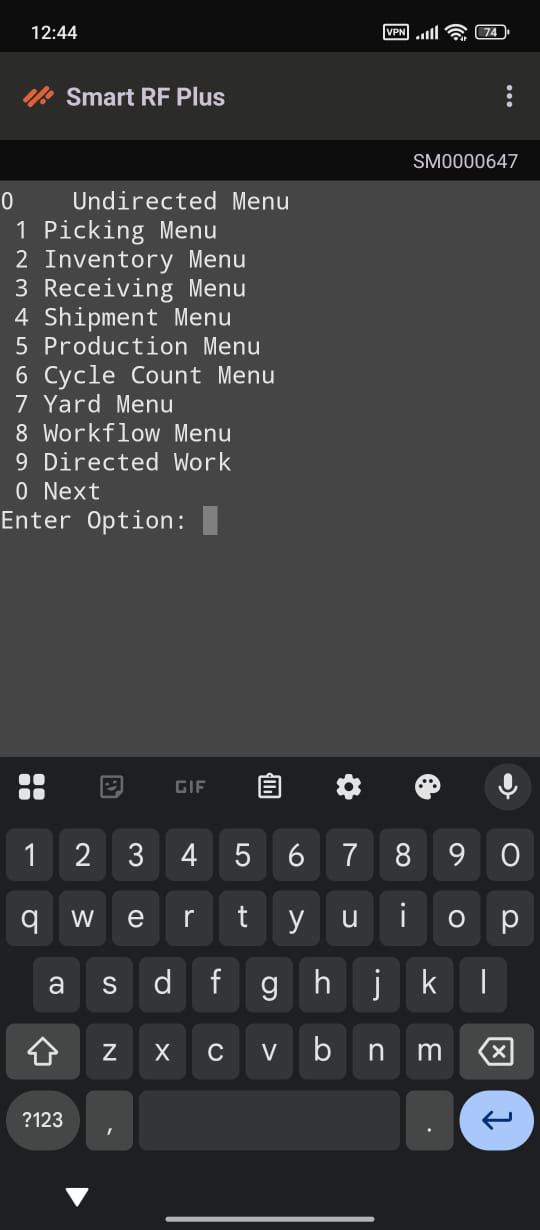 12:44
VPN
74
Smart RF Plus
SM0000647
0    Undirected Menu
1 Picking Menu
2 Inventory Menu
3 Receiving Menu
4 Shipment Menu
5 Production Menu
6 Cycle Count Menu
7 Yard Menu
8 Workflow Menu
9 Directed Work
0 Next
Enter Option:
GIF
1 2 3 4 5 6 7 8 9 0
q w e r t y u i o p
a s d f g h j k l
z x c v b n m
?123 , .